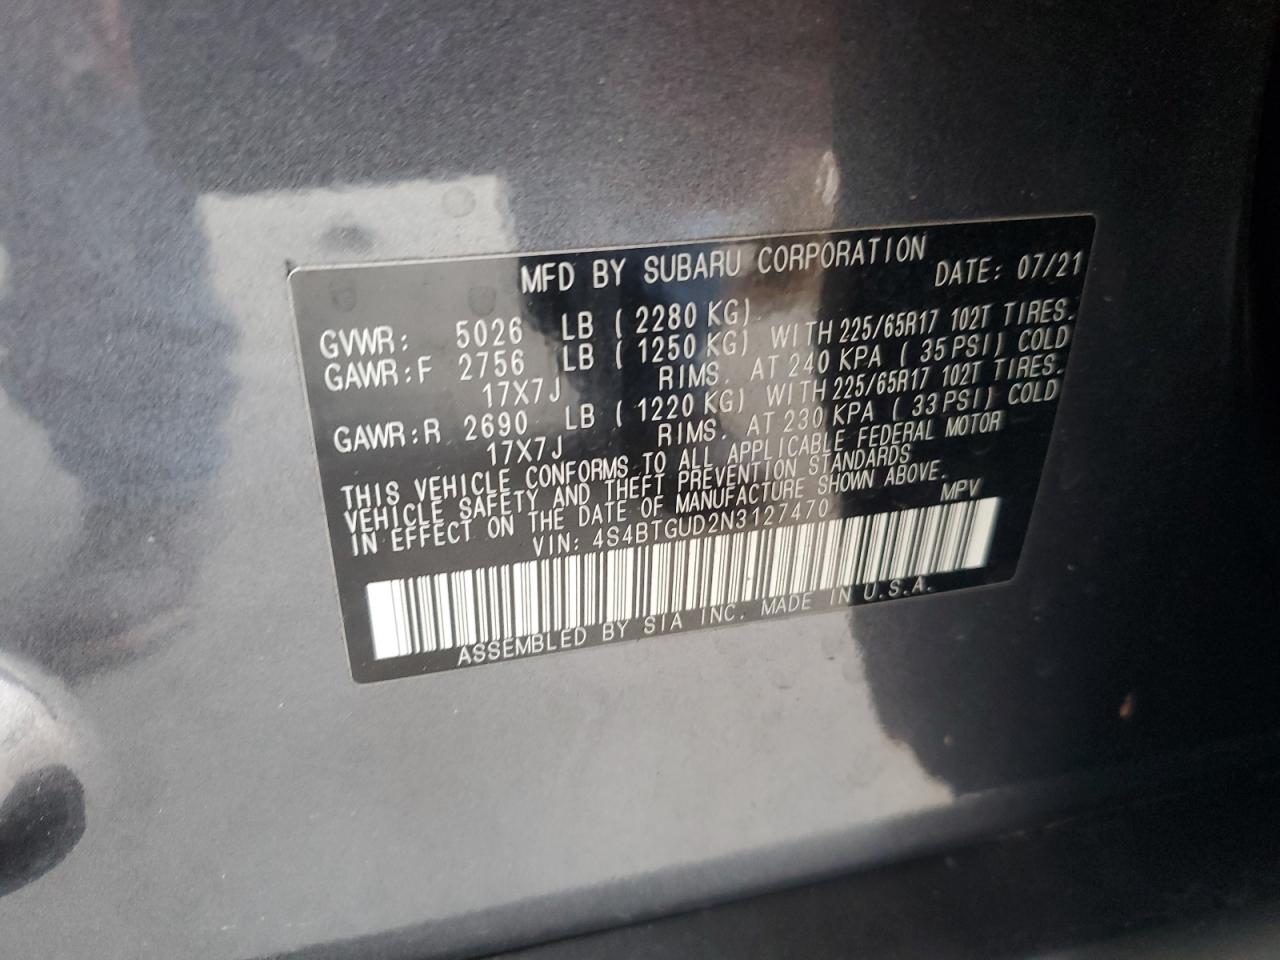 MFD BY SUBARU CORPORATION DATE: 07/21
GVWR: 5026 LB ( 2280 KG)
GAWR:F 2756 LB ( 1250 KG) WITH 225/65R17 102T TIRES.
17X7J RIMS. AT 240 KPA ( 35 PSI) COLD
GAWR:R 2690 LB ( 1220 KG) WITH 225/65R17 102T TIRES.
17X7J RIMS. AT 230 KPA ( 33 PSI) COLD
THIS VEHICLE CONFORMS TO ALL APPLICABLE FEDERAL MOTOR
VEHICLE SAFETY AND THEFT PREVENTION STANDARDS
IN EFFECT ON THE DATE OF MANUFACTURE SHOWN ABOVE.
VIN: 4S4BTGUD2N3127470 MPV
ASSEMBLED BY SIA INC. MADE IN U.S.A.